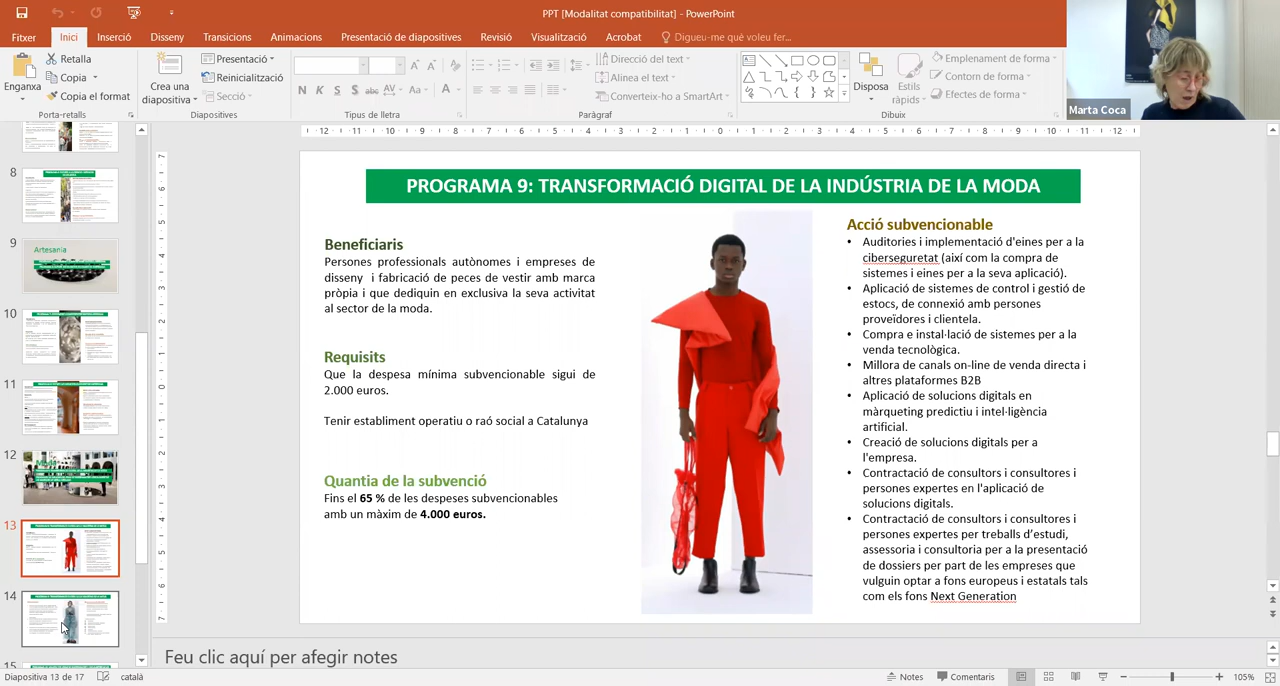 PPT [Modalitat compatibilitat] - PowerPoint
Fitxer
Inici
Inserció
Disseny
Transicions
Animacions
Presentació de diapositives
Revisió
Visualització
Acrobat
Digueu-me què voleu fer...
Enganxa
Retalla
Copia
Copia el format
Porta-retalls
Crea una
diapositiva
Presentació
Reinicialització
Secció
Diapositives
Tipus de lletra
Direcció del text
Alinea el text
Converteix-ho a SmartArt
Paràgraf
Disposa
Estils
ràpids
Emplenament de forma
Contorn de forma
Efectes de forma
Dibuix
Marta Coca
8
9
Artesania
10
11
12
13
14
15
PROGRAMA 5: TRANSFORMACIÓ DIGITAL DE LA INDÚSTRIA DE LA MODA
Beneficiaris
Persones professionals autònomes i empreses de
disseny i fabricació de peces de vestir amb marca
pròpia i que dediquin en exclusiva la seva activitat
al sector de la moda.
Requisits
Que la despesa mínima subvencionable sigui de
2.000 euros.
Tenir establiment operatiu o seu social a Catalunya
Quantia de la subvenció
Fins el 65 % de les despeses subvencionables
amb un màxim de 4.000 euros.
Acció subvencionable
• Auditories i implementació d'eines per a la
ciberseguretat (així com la compra de
sistemes i eines per a la seva aplicació).
• Aplicació de sistemes de control i gestió de
estocs, de connexió amb persones
proveïdores i clientela.
• Compra e instal·lació de sistemes per a la
venda tecnològica.
• Millora de canals on-line de venda directa i
altres plataformes B2B
• Aplicació de solucions digitals en
màrqueting predictiu i intel·ligència
artificial.
• Creació de solucions digitals per a
l'empresa.
• Contractació de consultors i consultores i
persones expertes en l'aplicació de
solucions digitals.
• Contractació de consultors i consultores i
persones expertes en treballs d'estudi,
assessoria i consultoria per a la presentació
de dossiers per part de les empreses que
vulguin optar a fons europeus i estatals tals
com els fons Next Generation
Feu clic aquí per afegir notes
Diapositiva 13 de 17
català
Notes
Comentaris
105%